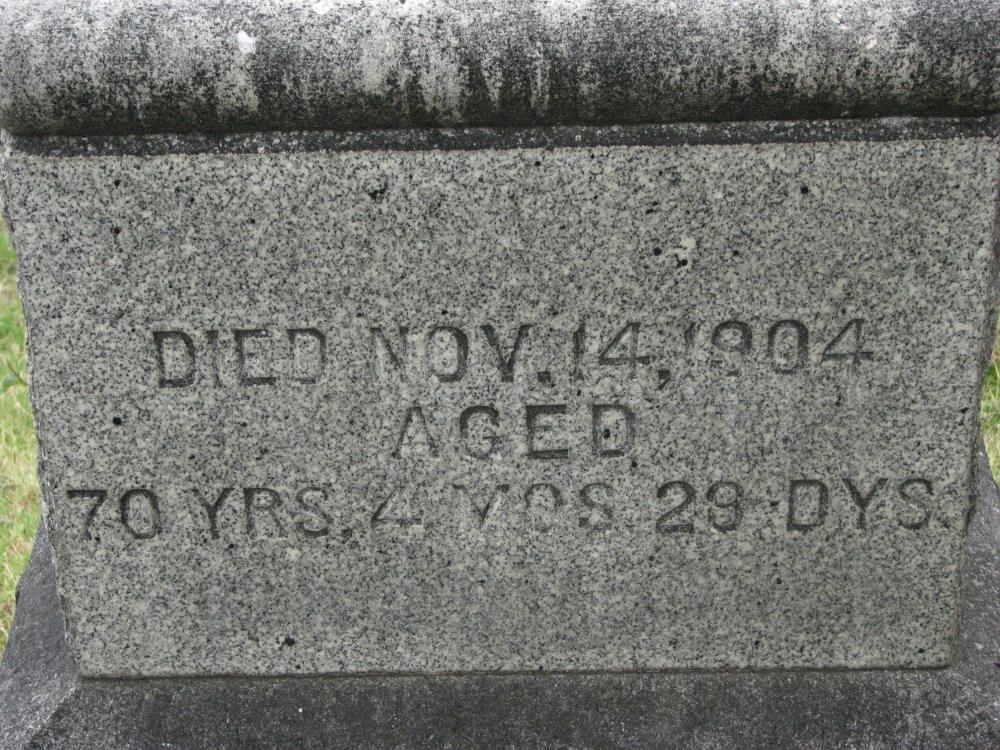 DIED NOV. 14, 1904
AGED
70 YRS, 4 MOS 29 DYS.